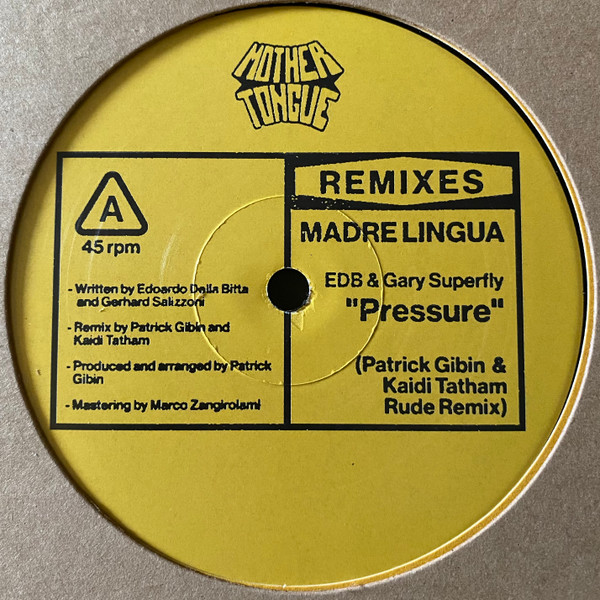 MOTHER
TONGUE
A
45 rpm
- Written by Edoardo Dalla Bitta
and Gerhard Salizzoni
- Remix by Patrick Gibin and
Kaidi Tatham
- Produced and arranged by Patrick
Gibin
- Mastering by Marco Zangirolami
REMIXES
MADRE LINGUA
EDB & Gary Superfly
"Pressure"
(Patrick Gibin &
Kaidi Tatham
Rude Remix)